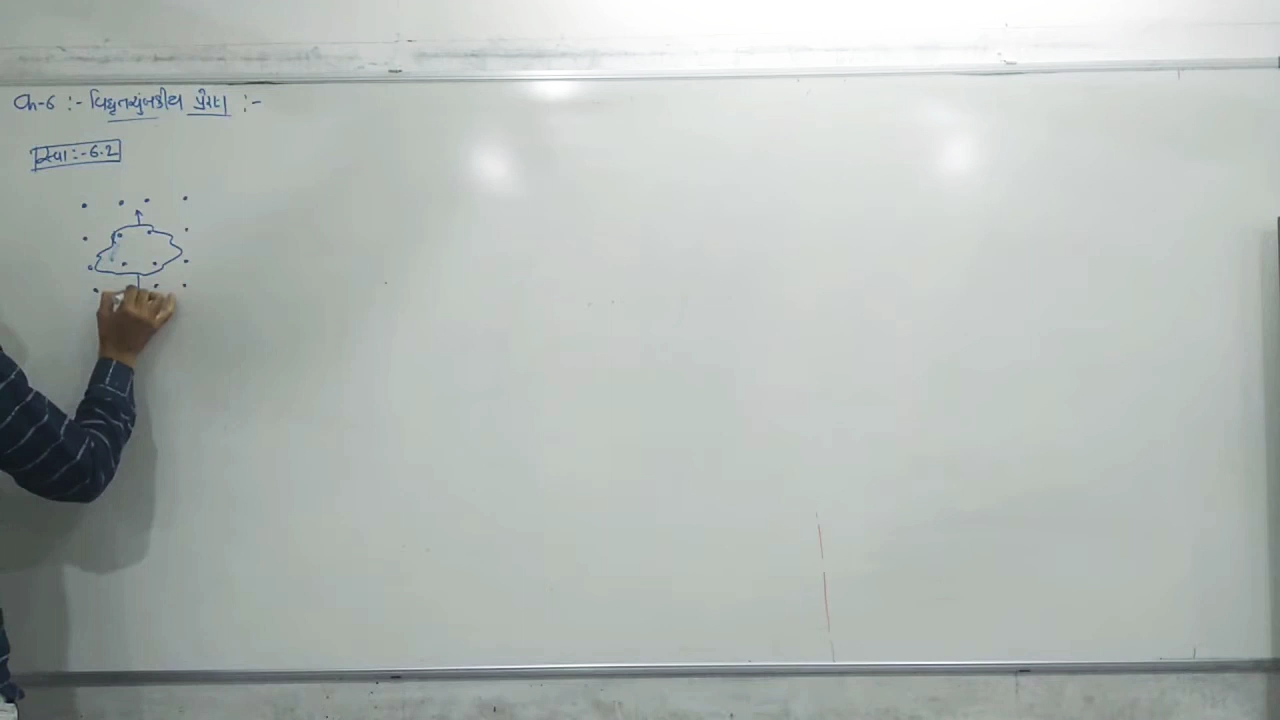 Ch-6 :- વિદ્યુતચુંબકીય પ્રેરણ :-
સ્વા :- 6.2